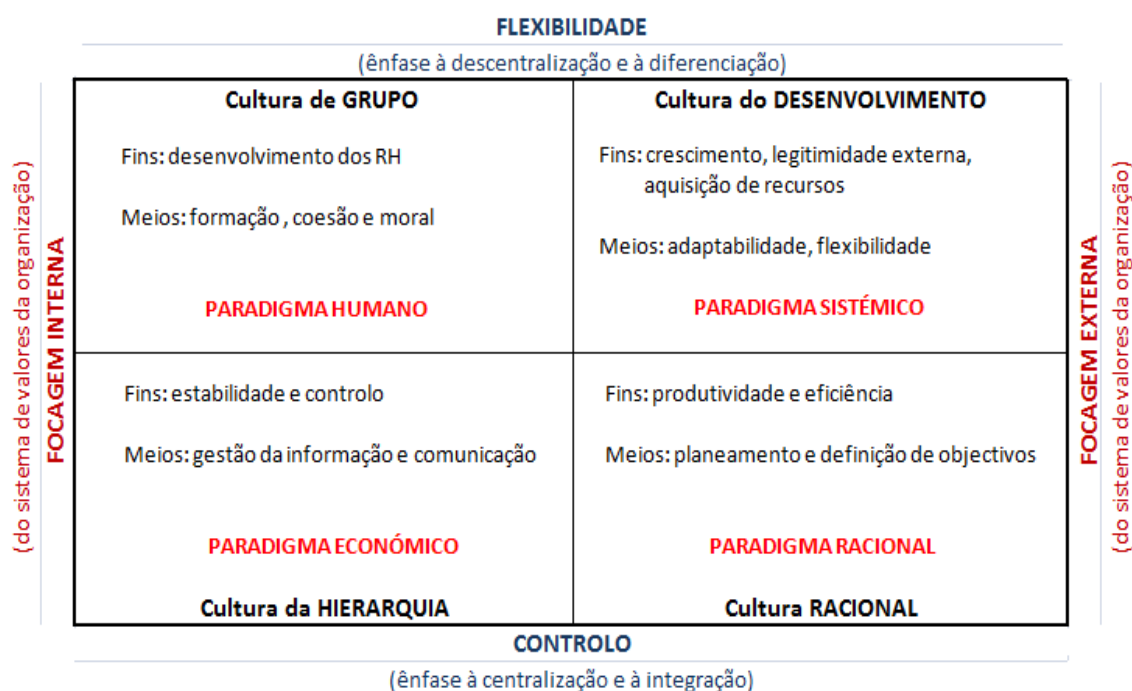 FLEXIBILIDADE
(ênfase à descentralização e à diferenciação)
Cultura de GRUPO
Fins: desenvolvimento dos RH
Meios: formação , coesão e moral
PARADIGMA HUMANO
Cultura do DESENVOLVIMENTO
Fins: crescimento, legitimidade externa,
aquisição de recursos
Meios: adaptabilidade, flexibilidade
PARADIGMA SISTÉMICO
(do sistema de valores da organização)
FOCAGEM INTERNA
FOCAGEM EXTERNA
(do sistema de valores da organização)
Fins: estabilidade e controlo
Meios: gestão da informação e comunicação
PARADIGMA ECONÓMICO
Cultura da HIERARQUIA
Fins: produtividade e eficiência
Meios: planeamento e definição de objectivos
PARADIGMA RACIONAL
Cultura RACIONAL
CONTROLO
(ênfase à centralização e à integração)